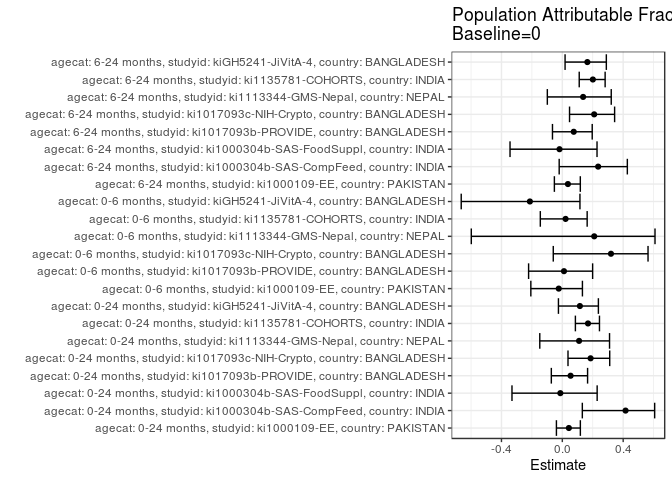 Population Attributable Frac
Baseline=0
agecat: 6-24 months, studyid: kiGH5241-JiVitA-4, country: BANGLADESH
agecat: 6-24 months, studyid: ki1135781-COHORTS, country: INDIA
agecat: 6-24 months, studyid: ki1113344-GMS-Nepal, country: NEPAL
agecat: 6-24 months, studyid: ki1017093c-NIH-Crypto, country: BANGLADESH
agecat: 6-24 months, studyid: ki1017093b-PROVIDE, country: BANGLADESH
agecat: 6-24 months, studyid: ki1000304b-SAS-FoodSuppl, country: INDIA
agecat: 6-24 months, studyid: ki1000304b-SAS-CompFeed, country: INDIA
agecat: 6-24 months, studyid: ki1000109-EE, country: PAKISTAN
agecat: 0-6 months, studyid: kiGH5241-JiVitA-4, country: BANGLADESH
agecat: 0-6 months, studyid: ki1135781-COHORTS, country: INDIA
agecat: 0-6 months, studyid: ki1113344-GMS-Nepal, country: NEPAL
agecat: 0-6 months, studyid: ki1017093c-NIH-Crypto, country: BANGLADESH
agecat: 0-6 months, studyid: ki1017093b-PROVIDE, country: BANGLADESH
agecat: 0-6 months, studyid: ki1000109-EE, country: PAKISTAN
agecat: 0-24 months, studyid: kiGH5241-JiVitA-4, country: BANGLADESH
agecat: 0-24 months, studyid: ki1135781-COHORTS, country: INDIA
agecat: 0-24 months, studyid: ki1113344-GMS-Nepal, country: NEPAL
agecat: 0-24 months, studyid: ki1017093c-NIH-Crypto, country: BANGLADESH
agecat: 0-24 months, studyid: ki1017093b-PROVIDE, country: BANGLADESH
agecat: 0-24 months, studyid: ki1000304b-SAS-FoodSuppl, country: INDIA
agecat: 0-24 months, studyid: ki1000304b-SAS-CompFeed, country: INDIA
agecat: 0-24 months, studyid: ki1000109-EE, country: PAKISTAN
-0.4 0.0 0.4
Estimate